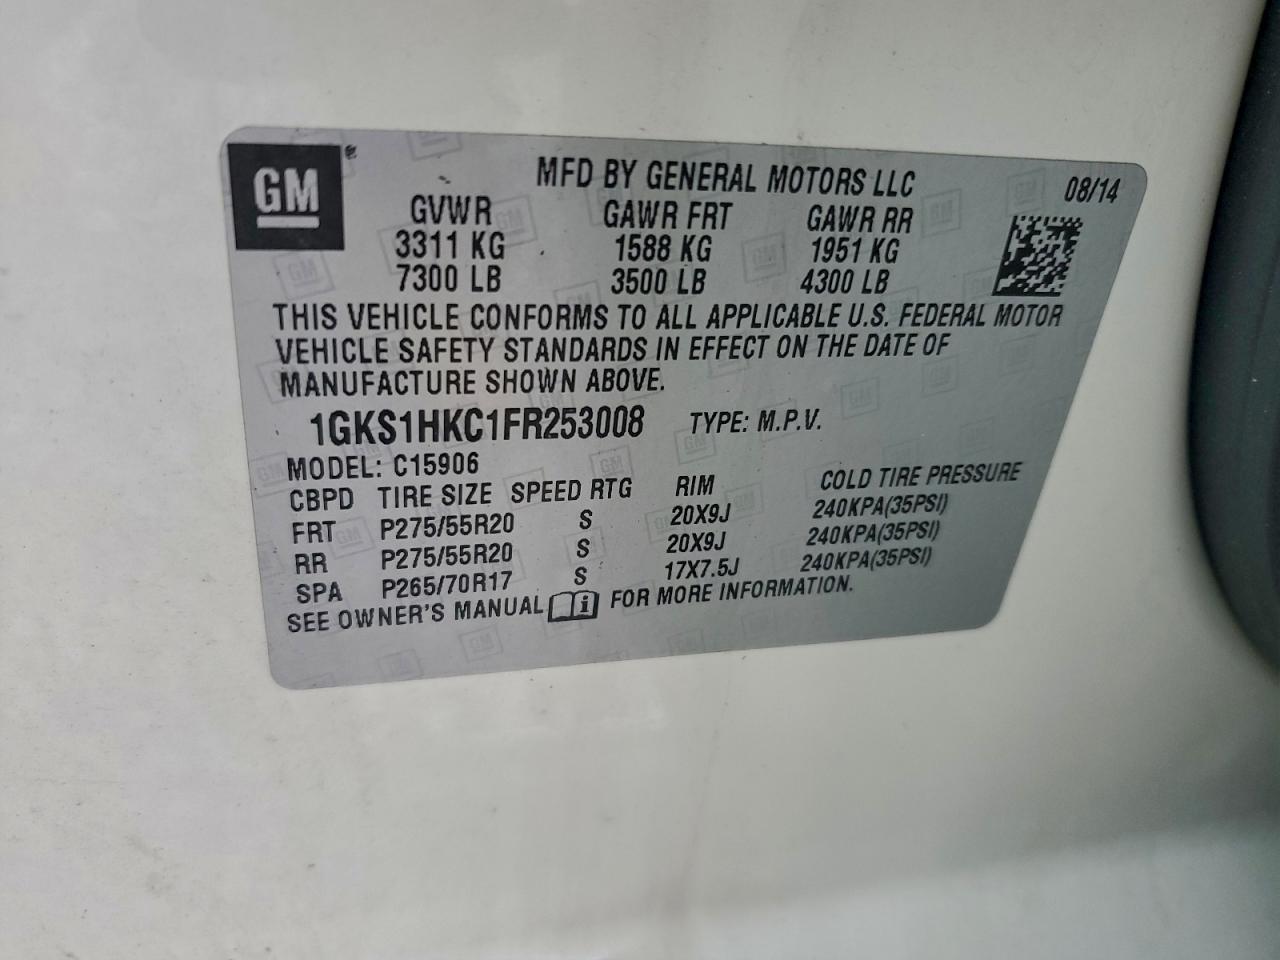 GM
MFD BY GENERAL MOTORS LLC 08/14
GVWR GAWR FRT GAWR RR
3311 KG 1588 KG 1951 KG
7300 LB 3500 LB 4300 LB
THIS VEHICLE CONFORMS TO ALL APPLICABLE U.S. FEDERAL MOTOR
VEHICLE SAFETY STANDARDS IN EFFECT ON THE DATE OF
MANUFACTURE SHOWN ABOVE.
1GKS1HKC1FR253008 TYPE: M.P.V.
MODEL: C15906
CBPD TIRE SIZE SPEED RTG RIM COLD TIRE PRESSURE
FRT P275/55R20 S 20X9J 240KPA(35PSI)
RR P275/55R20 S 20X9J 240KPA(35PSI)
SPA P265/70R17 S 17X7.5J 240KPA(35PSI)
SEE OWNER'S MANUAL i FOR MORE INFORMATION.